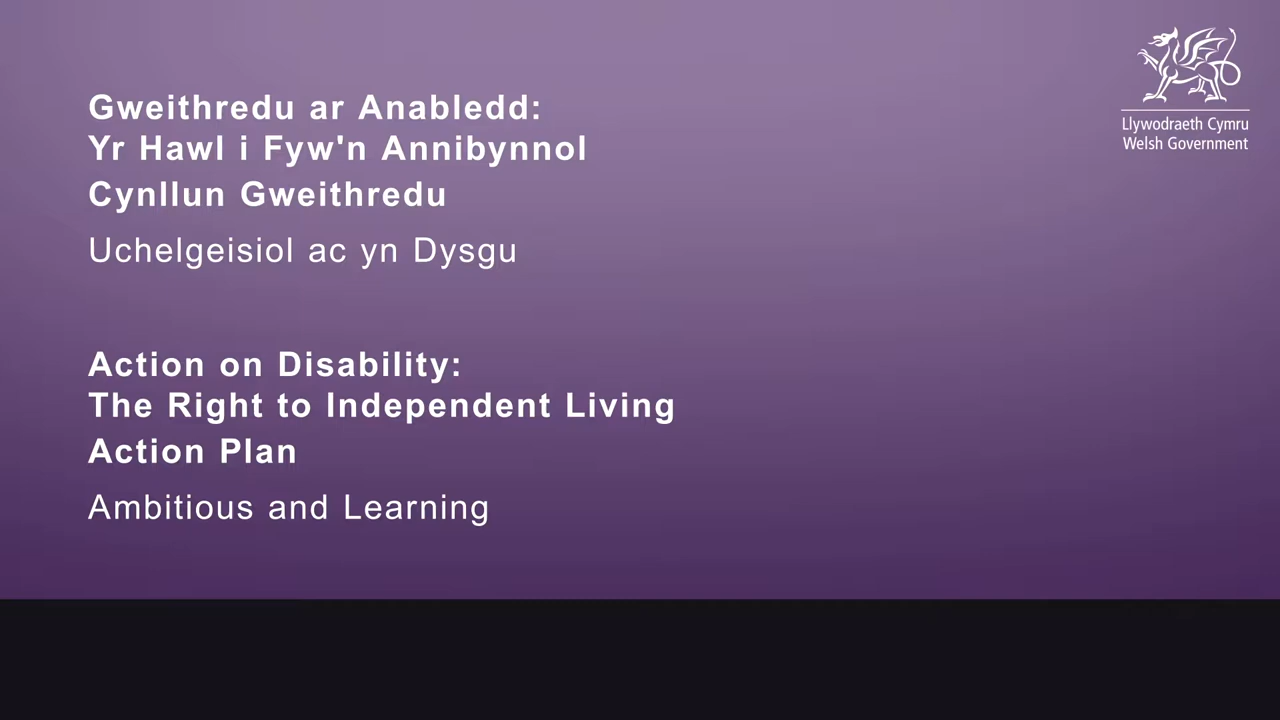 Gweithredu ar Anabledd:
Yr Hawl i Fyw'n Annibynnol
Cynllun Gweithredu
Uchelgeisiol ac yn Dysgu
Action on Disability:
The Right to Independent Living
Action Plan
Ambitious and Learning
Llywodraeth Cymru
Welsh Government